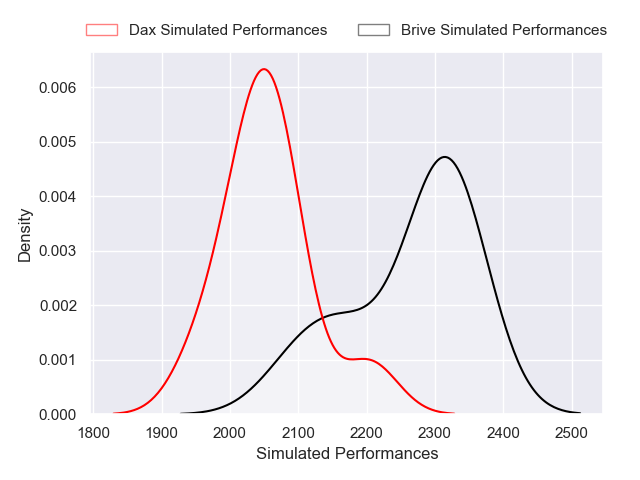 Dax Simulated Performances Brive Simulated Performances
0.006
0.005
0.004
0.003
0.002
0.001
0.000
Density
1800 1900 2000 2100 2200 2300 2400 2500
Simulated Performances